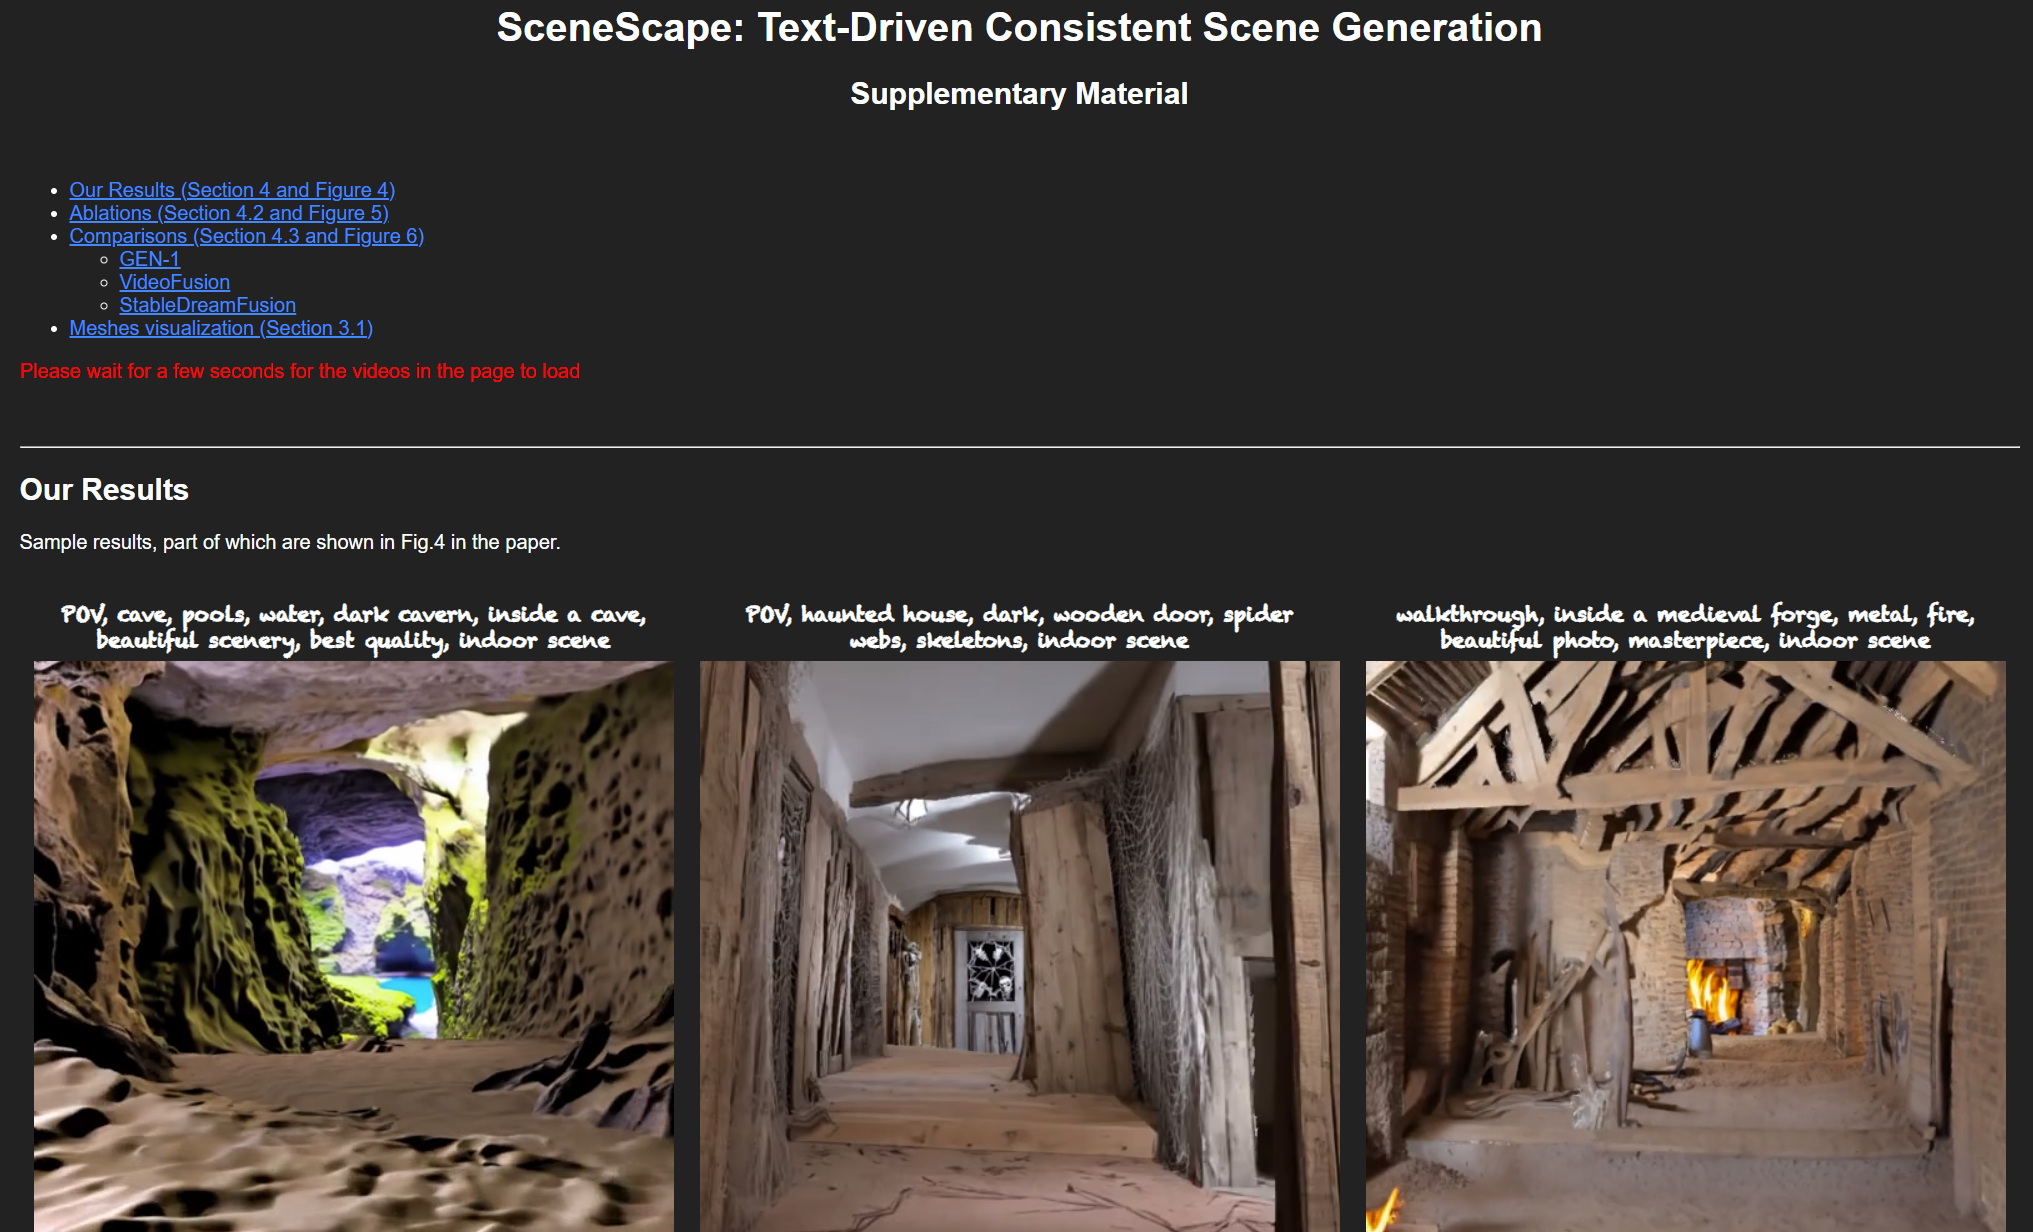 SceneScape: Text-Driven Consistent Scene Generation
Supplementary Material
Our Results (Section 4 and Figure 4)
Ablations (Section 4.2 and Figure 5)
Comparisons (Section 4.3 and Figure 6)
GEN-1
VideoFusion
StableDreamFusion
Meshes visualization (Section 3.1)
Please wait for a few seconds for the videos in the page to load
Our Results
Sample results, part of which are shown in Fig.4 in the paper.
POV, cave, pools, water, dark cavern, inside a cave,
beautiful scenery, best quality, indoor scene
POV, haunted house, dark, wooden door, spider
webs, skeletons, indoor scene
walkthrough, inside a medieval forge, metal, fire,
beautiful photo, masterpiece, indoor scene